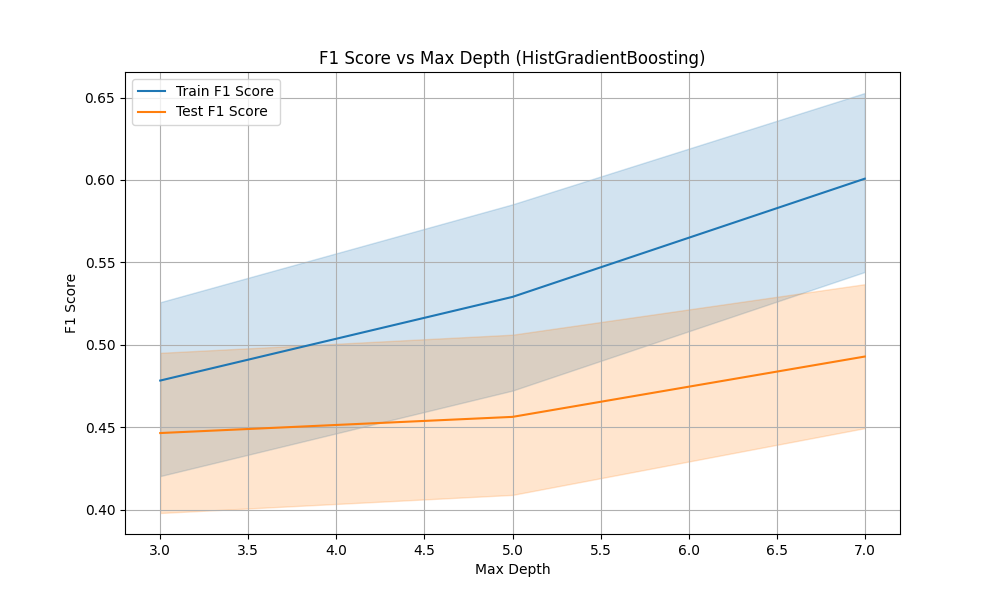 F1 Score vs Max Depth (HistGradientBoosting)
Train F1 Score
Test F1 Score
F1 Score
0.65
0.60
0.55
0.50
0.45
0.40
3.0 3.5 4.0 4.5 5.0 5.5 6.0 6.5 7.0
Max Depth